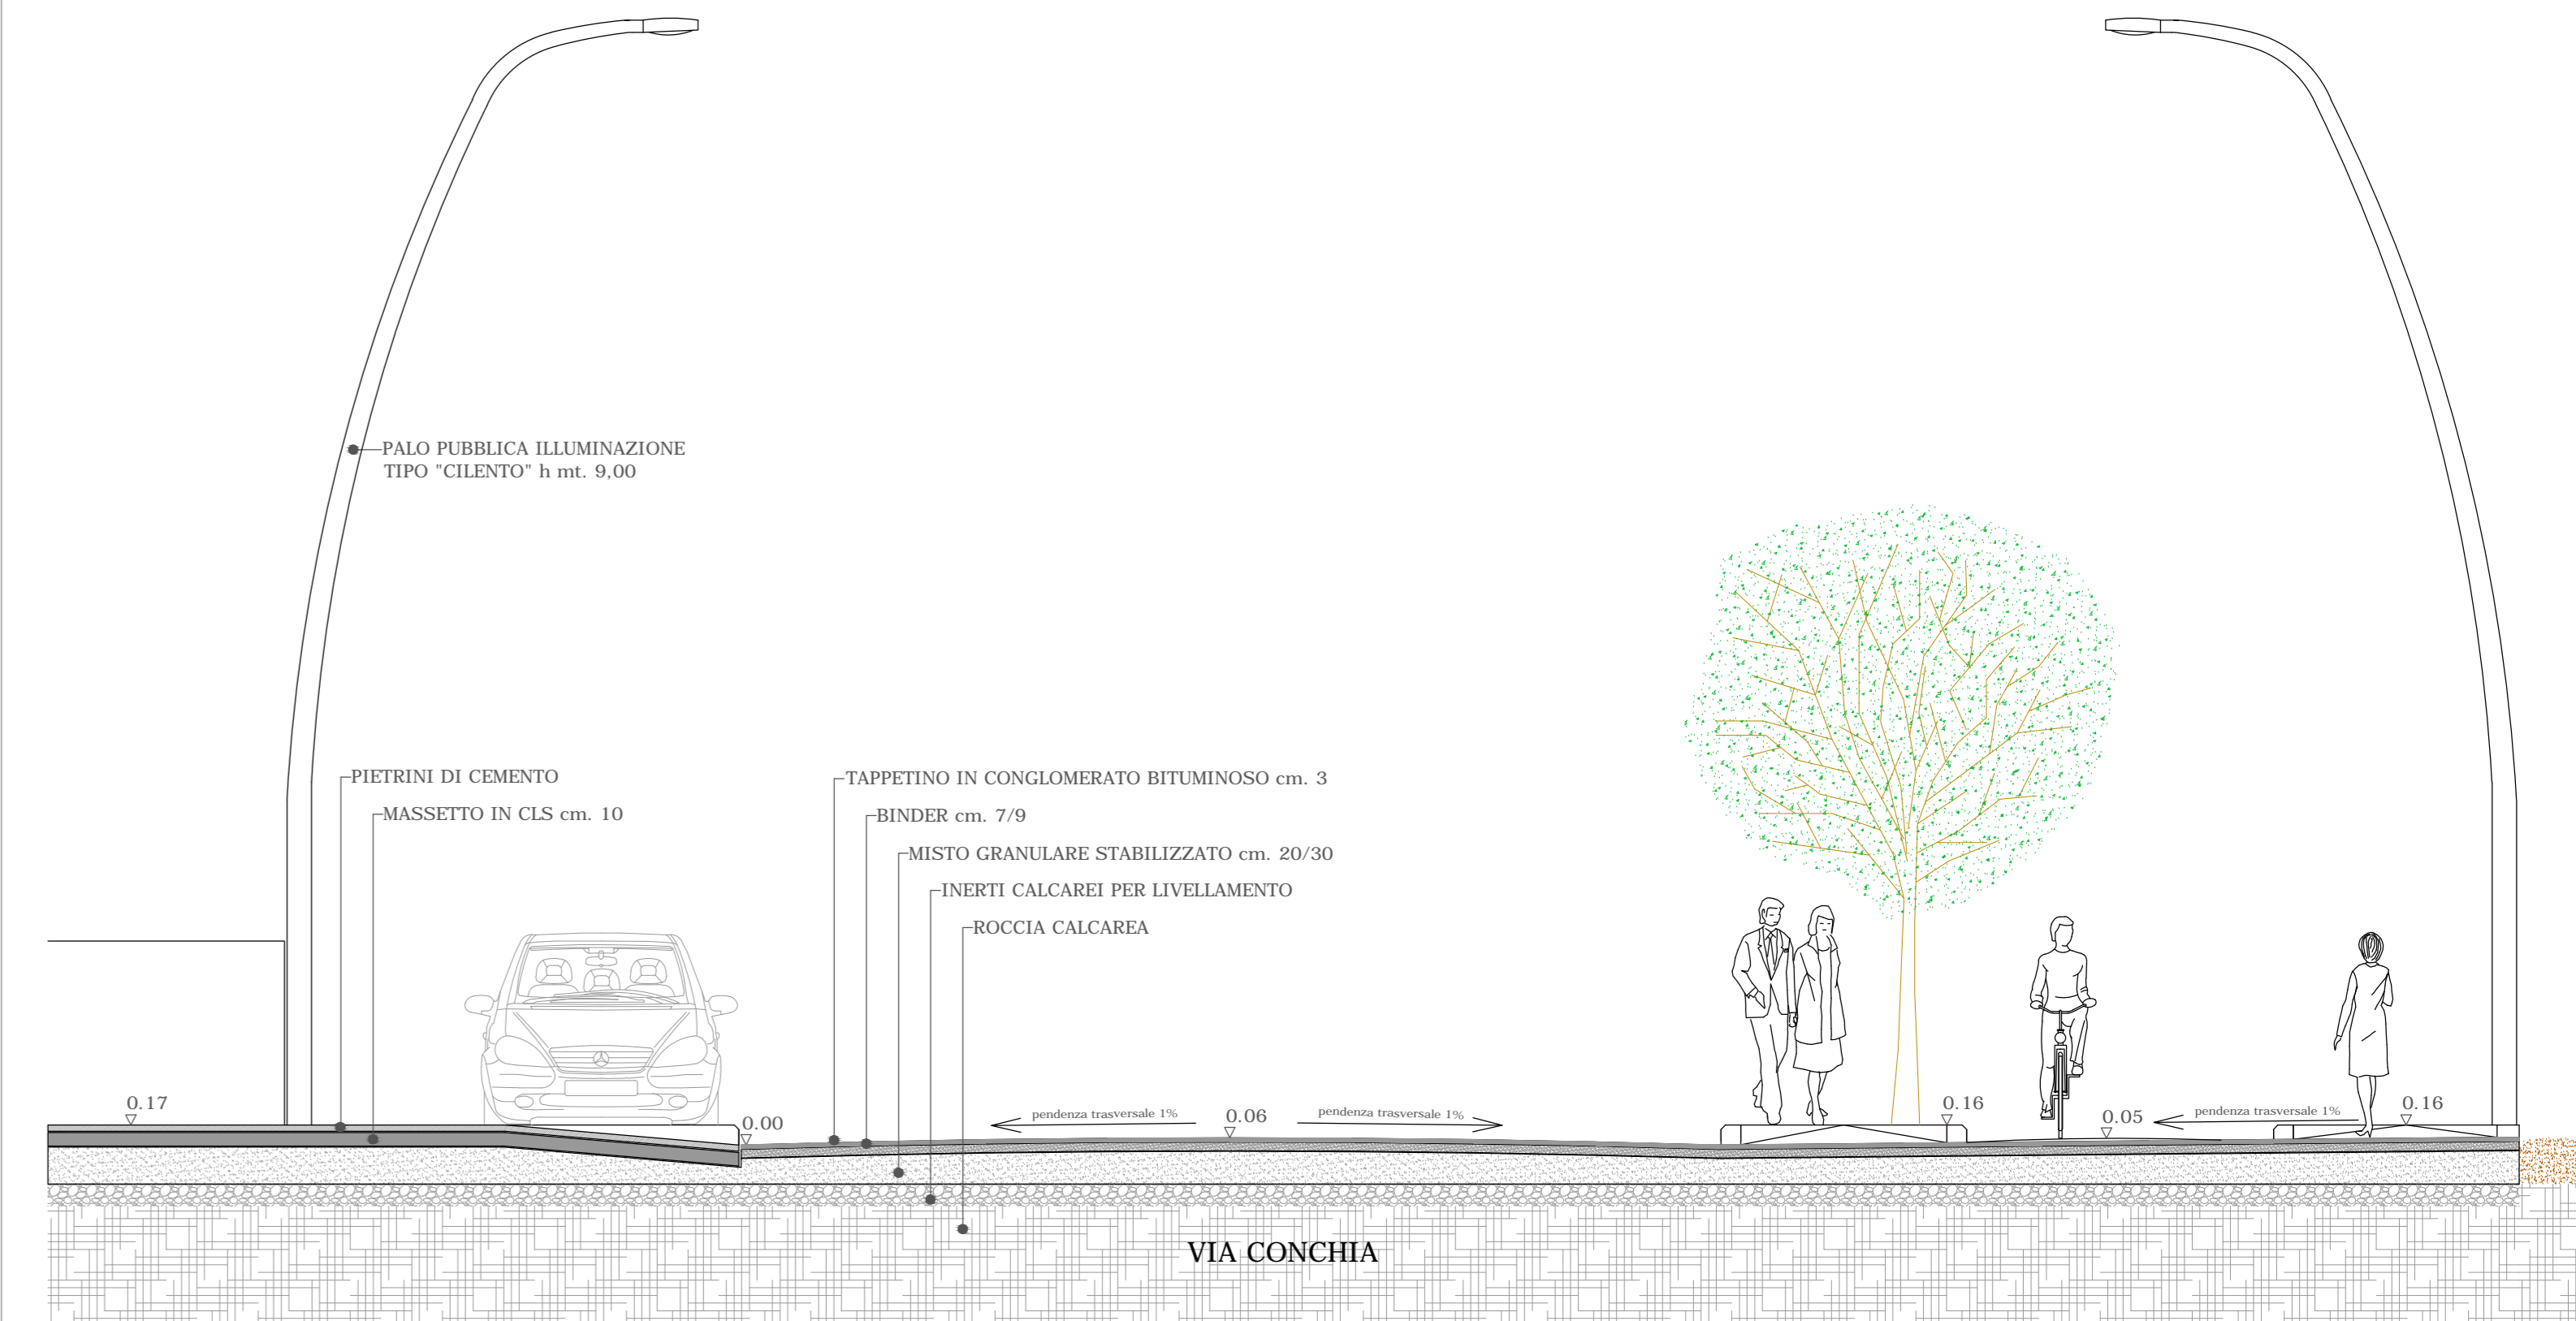 PALO PUBBLICA ILLUMINAZIONE
TIPO "CILENTO" h mt. 9,00
PIETRINI DI CEMENTO
MASSETTO IN CLS cm. 10
TAPPETINO IN CONGLOMERATO BITUMINOSO cm. 3
BINDER cm. 7/9
MISTO GRANULARE STABILIZZATO cm. 20/30
INERTI CALCAREI PER LIVELLAMENTO
ROCCIA CALCAREA
0.17
0.00
pendenza trasversale 1%
0.06
pendenza trasversale 1%
0.16
0.05
pendenza trasversale 1%
0.16
VIA CONCHIA